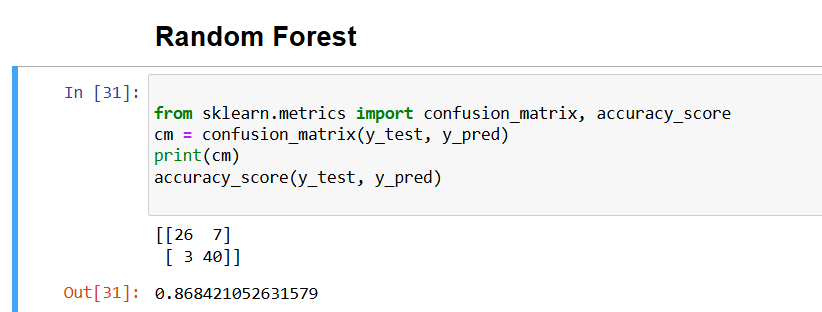 Random Forest
In [31]:
from sklearn.metrics import confusion_matrix, accuracy_score
cm = confusion_matrix(y_test, y_pred)
print(cm)
accuracy_score(y_test, y_pred)
[[26  7]
 [ 3 40]]
Out[31]: 0.868421052631579